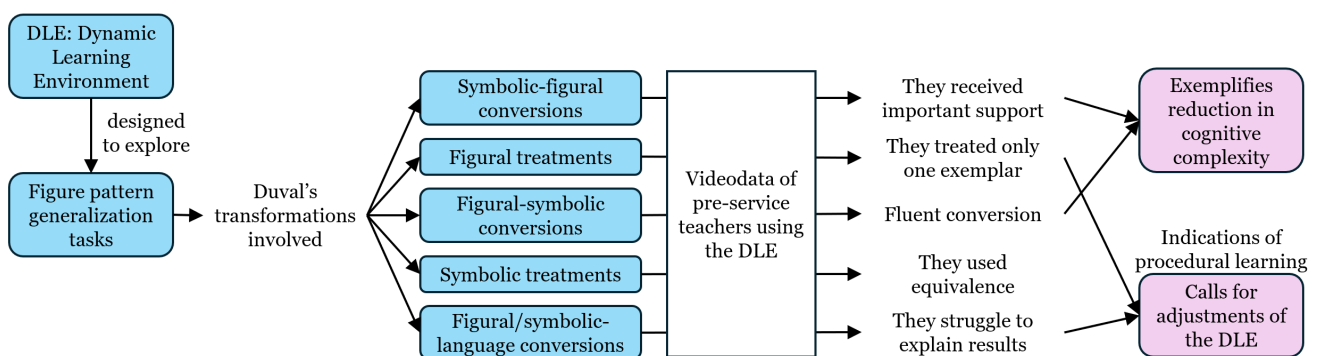 DLE: Dynamic
Learning
Environment
designed
to explore
Figure pattern
generalization
tasks
Duval’s
transformations
involved
Symbolic-figural
conversions
Figural treatments
Figural-symbolic
conversions
Symbolic treatments
Figural/symbolic-
language conversions
Videodata of
pre-service
teachers using
the DLE
They received
important support
They treated only
one exemplar
Fluent conversion
They used
equivalence
They struggle to
explain results
Exemplifies
reduction in
cognitive
complexity
Indications of
procedural learning
Calls for
adjustments of
the DLE